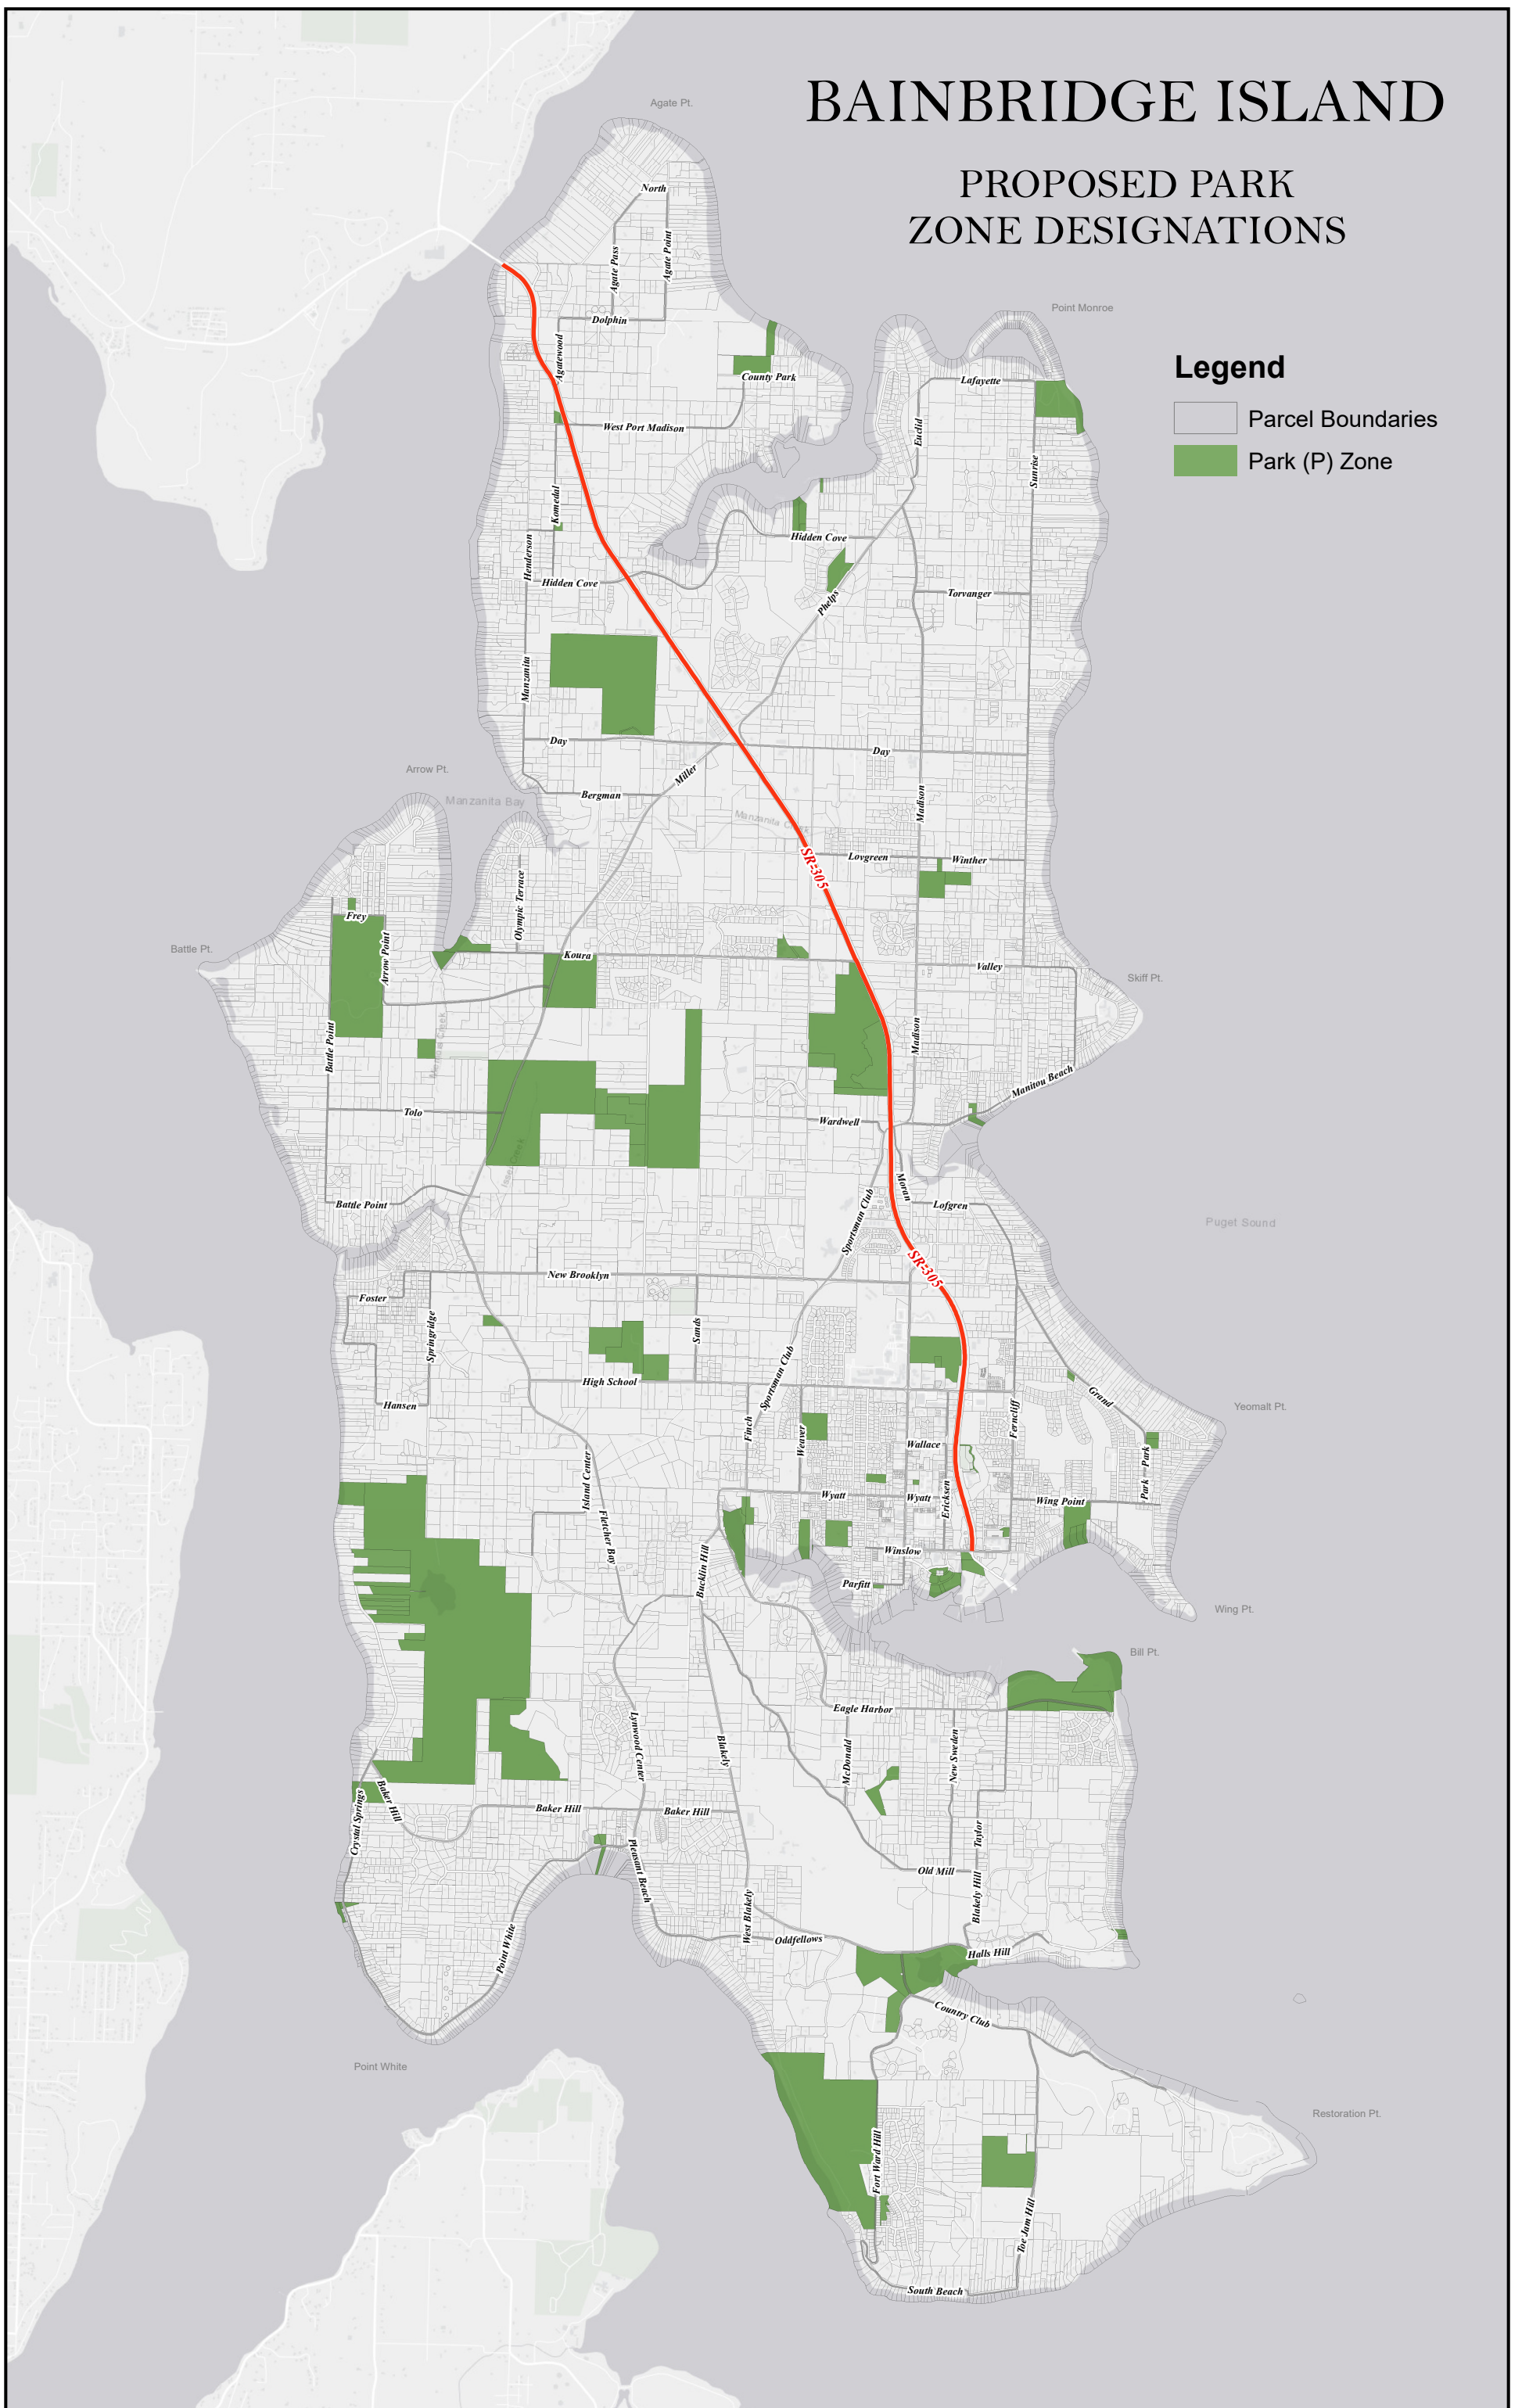 Agate Pt.
BAINBRIDGE ISLAND
PROPOSED PARK
ZONE DESIGNATIONS
North
Agate Pass
Agate Point
Dolphin
Point Monroe
Agatewood
County Park
Lafayette
Legend
Parcel Boundaries
Park (P) Zone
West Port Madison
Euclid
Sunrise
Komedal
Henderson
Hidden Cove
Hidden Cove
Phelps
Torvanger
Manzanita
Day
Day
Arrow Pt.
Miller
Manzanita Bay
Bergman
Madison
SR-305
Lovgreen
Winther
Olympic Terrace
Frey
Arrow Point
Battle Pt.
Koura
Valley
Skiff Pt.
Battle Point
Madison
Manitou Beach
Tolo
Wardwell
Moran
Battle Point
Sportsman Club
Lofgren
Puget Sound
SR-305
New Brooklyn
Foster
Springridge
Sands
High School
Sportsman Club
Hansen
Grand
Ferncliff
Yeomalt Pt.
Finch
Weaver
Wallace
Park
Park
Island Center
Wyatt
Wyatt
Ericksen
Wing Point
Fletcher Bay
Winslow
Bucklin Hill
Parfitt
Wing Pt.
Bill Pt.
Eagle Harbor
Lynwood Center
Blakely
McDonald
New Sweden
Baker Hill
Baker Hill
Baker Hill
Crystal Springs
Taylor
Pleasant Beach
Old Mill
Blakely Hill
West Blakely
Point White
Oddfellows
Halls Hill
Country Club
Point White
Restoration Pt.
Fort Ward Hill
Toe Jam Hill
South Beach